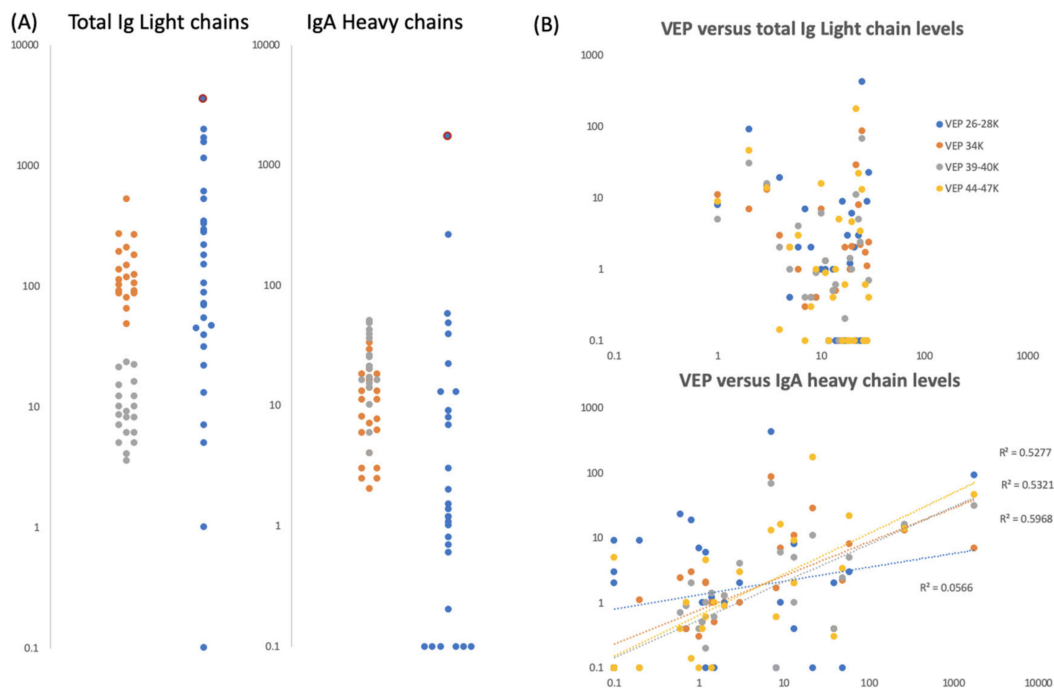 (A)
Total Ig Light chains
IgA Heavy chains
10000
1000
100
10
1
0.1
10000
1000
100
10
1
0.1
(B)
VEP versus total Ig Light chain levels
1000
100
10
1
0.1
0.1
1
10
100
1000
VEP 26-28K
VEP 34K
VEP 39-40K
VEP 44-47K
VEP versus IgA heavy chain levels
1000
100
10
1
0.1
0.1
1
10
100
1000
10000
R² = 0.5277
R² = 0.5321
R² = 0.5968
R² = 0.0566